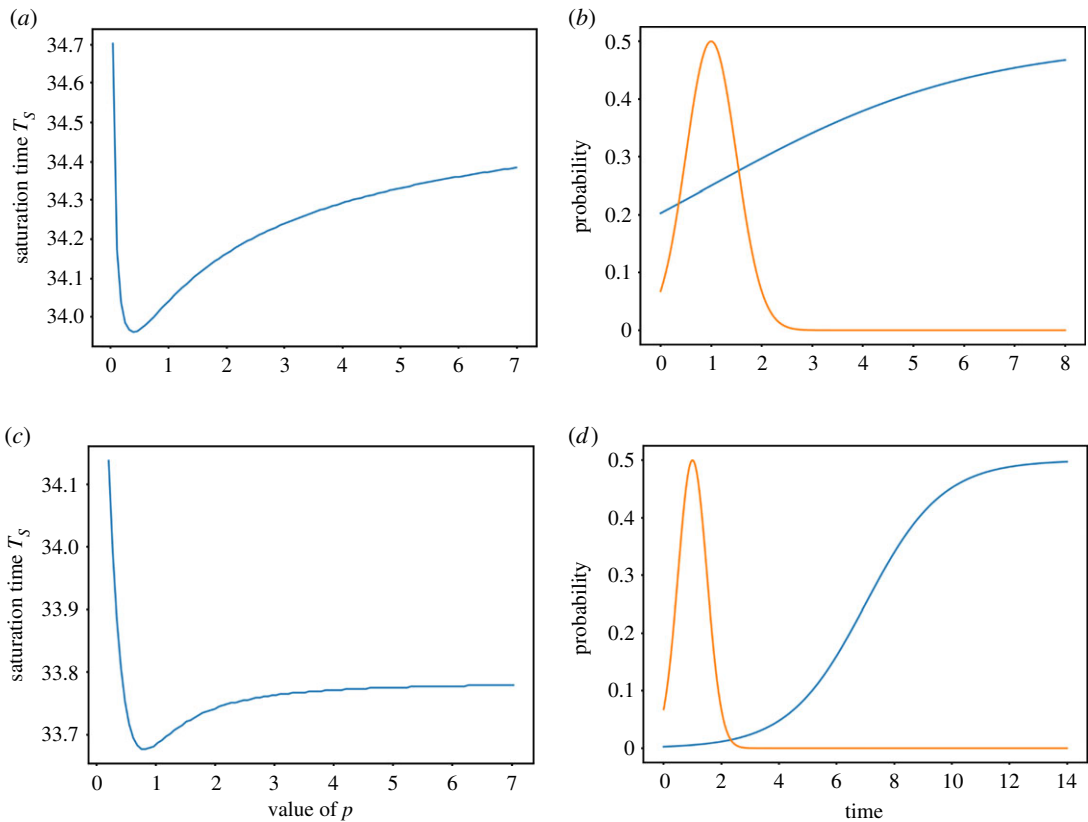 (a)
34.7
34.6
34.5
34.4
34.3
34.2
34.1
34.0
saturation time T_S
0 1 2 3 4 5 6 7
(b)
0.5
0.4
0.3
0.2
0.1
0
probability
0 1 2 3 4 5 6 7 8
(c)
34.1
34.0
33.9
33.8
33.7
saturation time T_S
0 1 2 3 4 5 6 7
value of p
(d)
0.5
0.4
0.3
0.2
0.1
0
probability
0 2 4 6 8 10 12 14
time